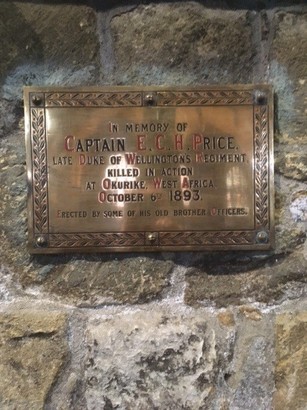 IN MEMORY OF
CAPTAIN E.C.H. PRICE.
LATE DUKE OF WELLINGTON'S REGIMENT
KILLED IN ACTION
AT OKURIKE, WEST AFRICA
OCTOBER 6TH 1893.
ERECTED BY SOME OF HIS OLD BROTHER OFFICERS.